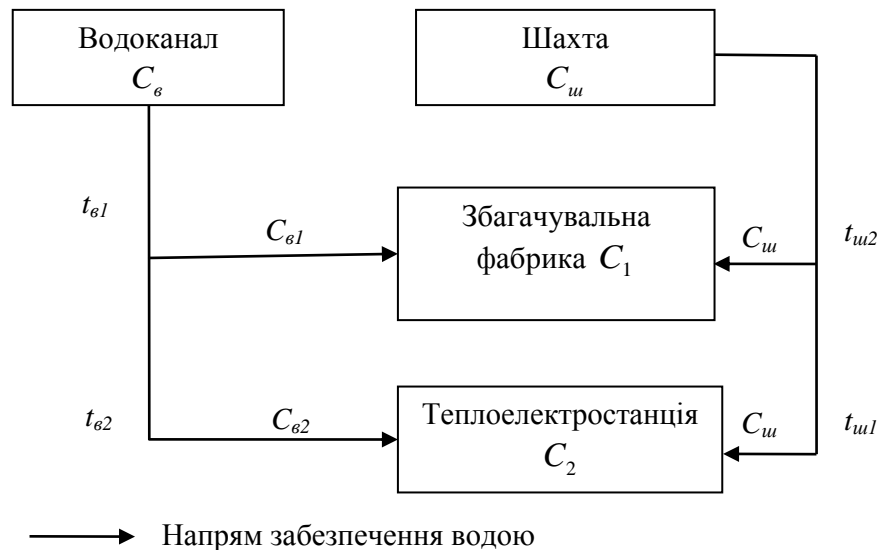 Водоканал
Cв
Шахта
Cш
tв1
Cв1
Збагачувальна
фабрика C1
Cш
tш2
tв2
Cв2
Теплоелектростанція
C2
Cш
tш1
Напрям забезпечення водою